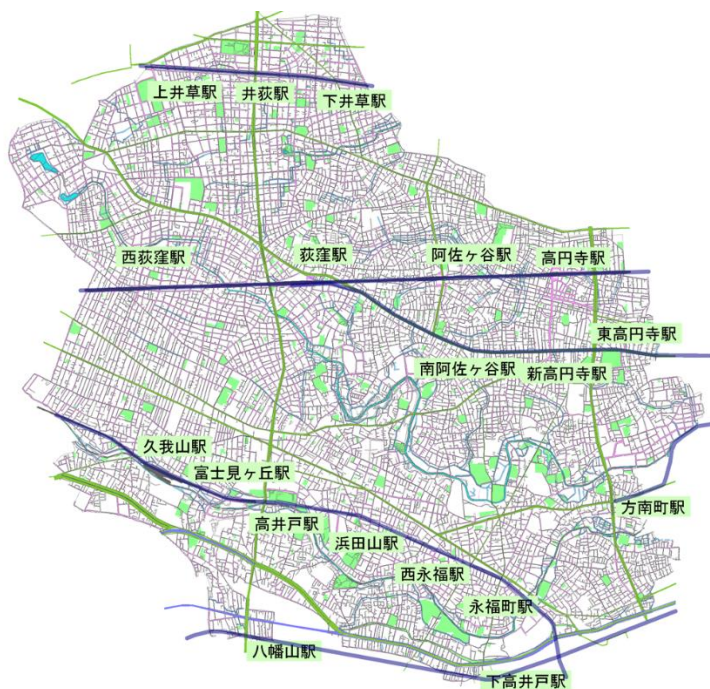 上井草駅
井荻駅
下井草駅
西荻窪駅
荻窪駅
阿佐ヶ谷駅
高円寺駅
東高円寺駅
南阿佐ヶ谷駅
新高円寺駅
久我山駅
富士見ヶ丘駅
高井戸駅
方南町駅
浜田山駅
西永福駅
永福町駅
八幡山駅
下高井戸駅